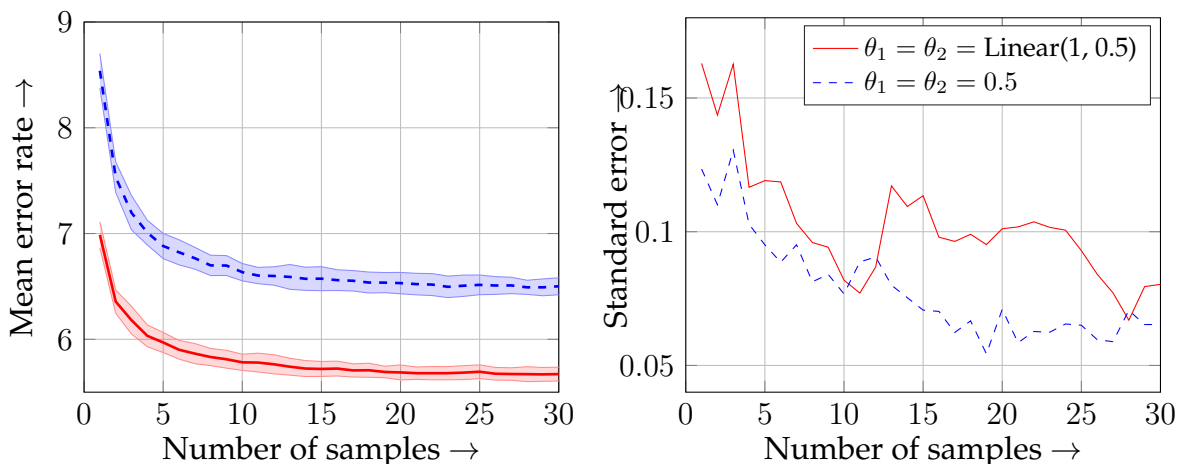 9
8
7
6
0 5 10 15 20 25 30
Number of samples →
Mean error rate →
0.15
0.1
0.05
0 5 10 15 20 25 30
Number of samples →
Standard error →
θ₁ = θ₂ = Linear(1, 0.5)
θ₁ = θ₂ = 0.5